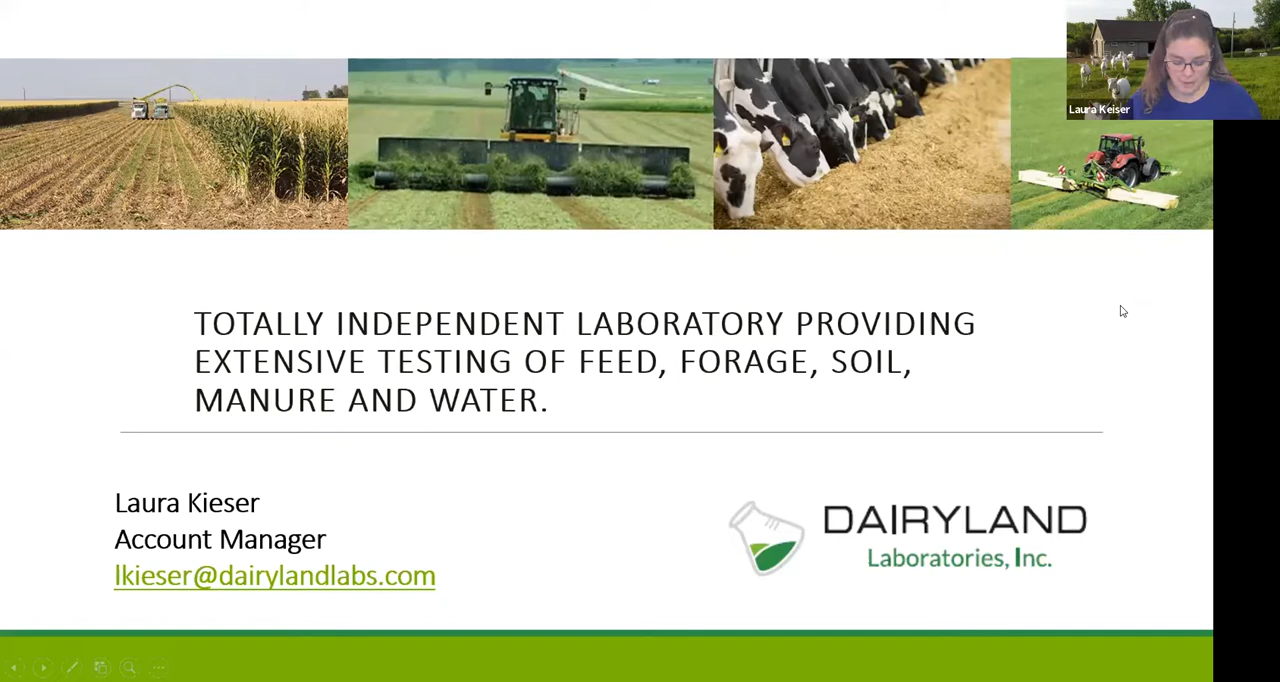 Laura Keiser
TOTALLY INDEPENDENT LABORATORY PROVIDING
EXTENSIVE TESTING OF FEED, FORAGE, SOIL,
MANURE AND WATER.
Laura Kieser
Account Manager
lkieser@dairylandlabs.com
DAIRYLAND
Laboratories, Inc.